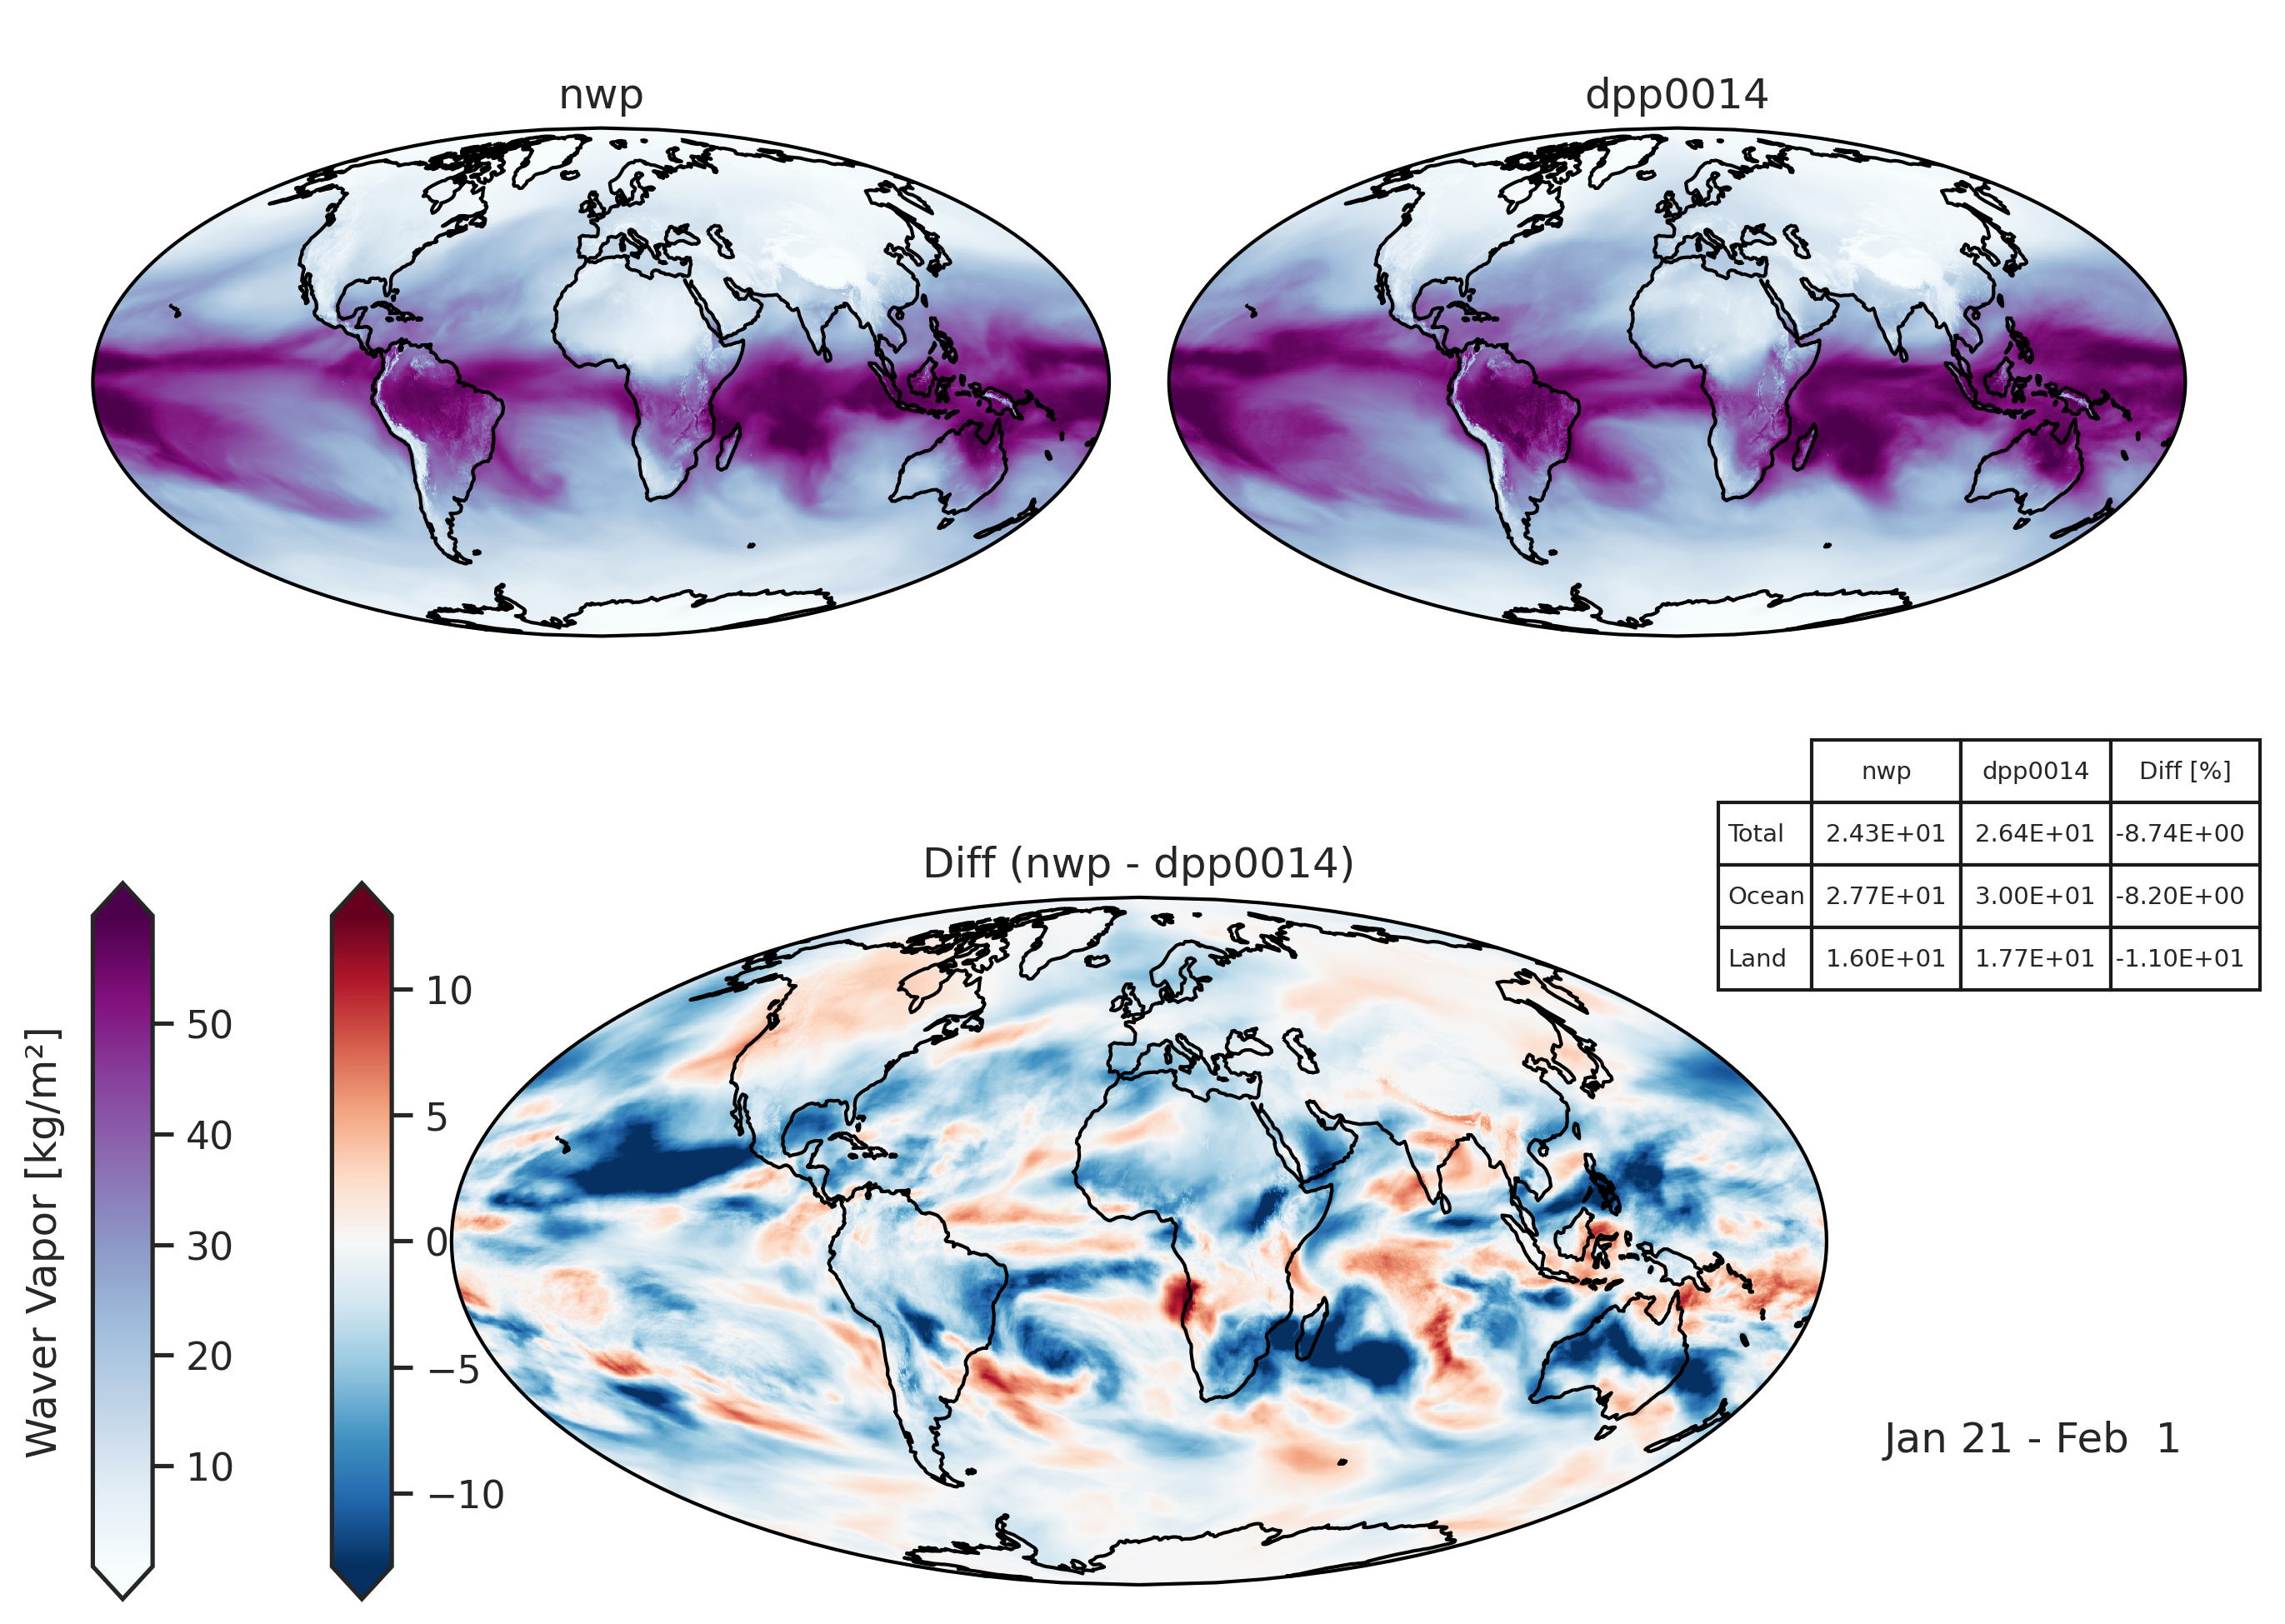 nwp
dpp0014
nwp dpp0014 Diff [%]
Total 2.43E+01 2.64E+01 -8.74E+00
Ocean 2.77E+01 3.00E+01 -8.20E+00
Land 1.60E+01 1.77E+01 -1.10E+01
Diff (nwp - dpp0014)
Waver Vapor [kg/m²]
50
40
30
20
10
10
5
0
−5
−10
Jan 21 - Feb  1